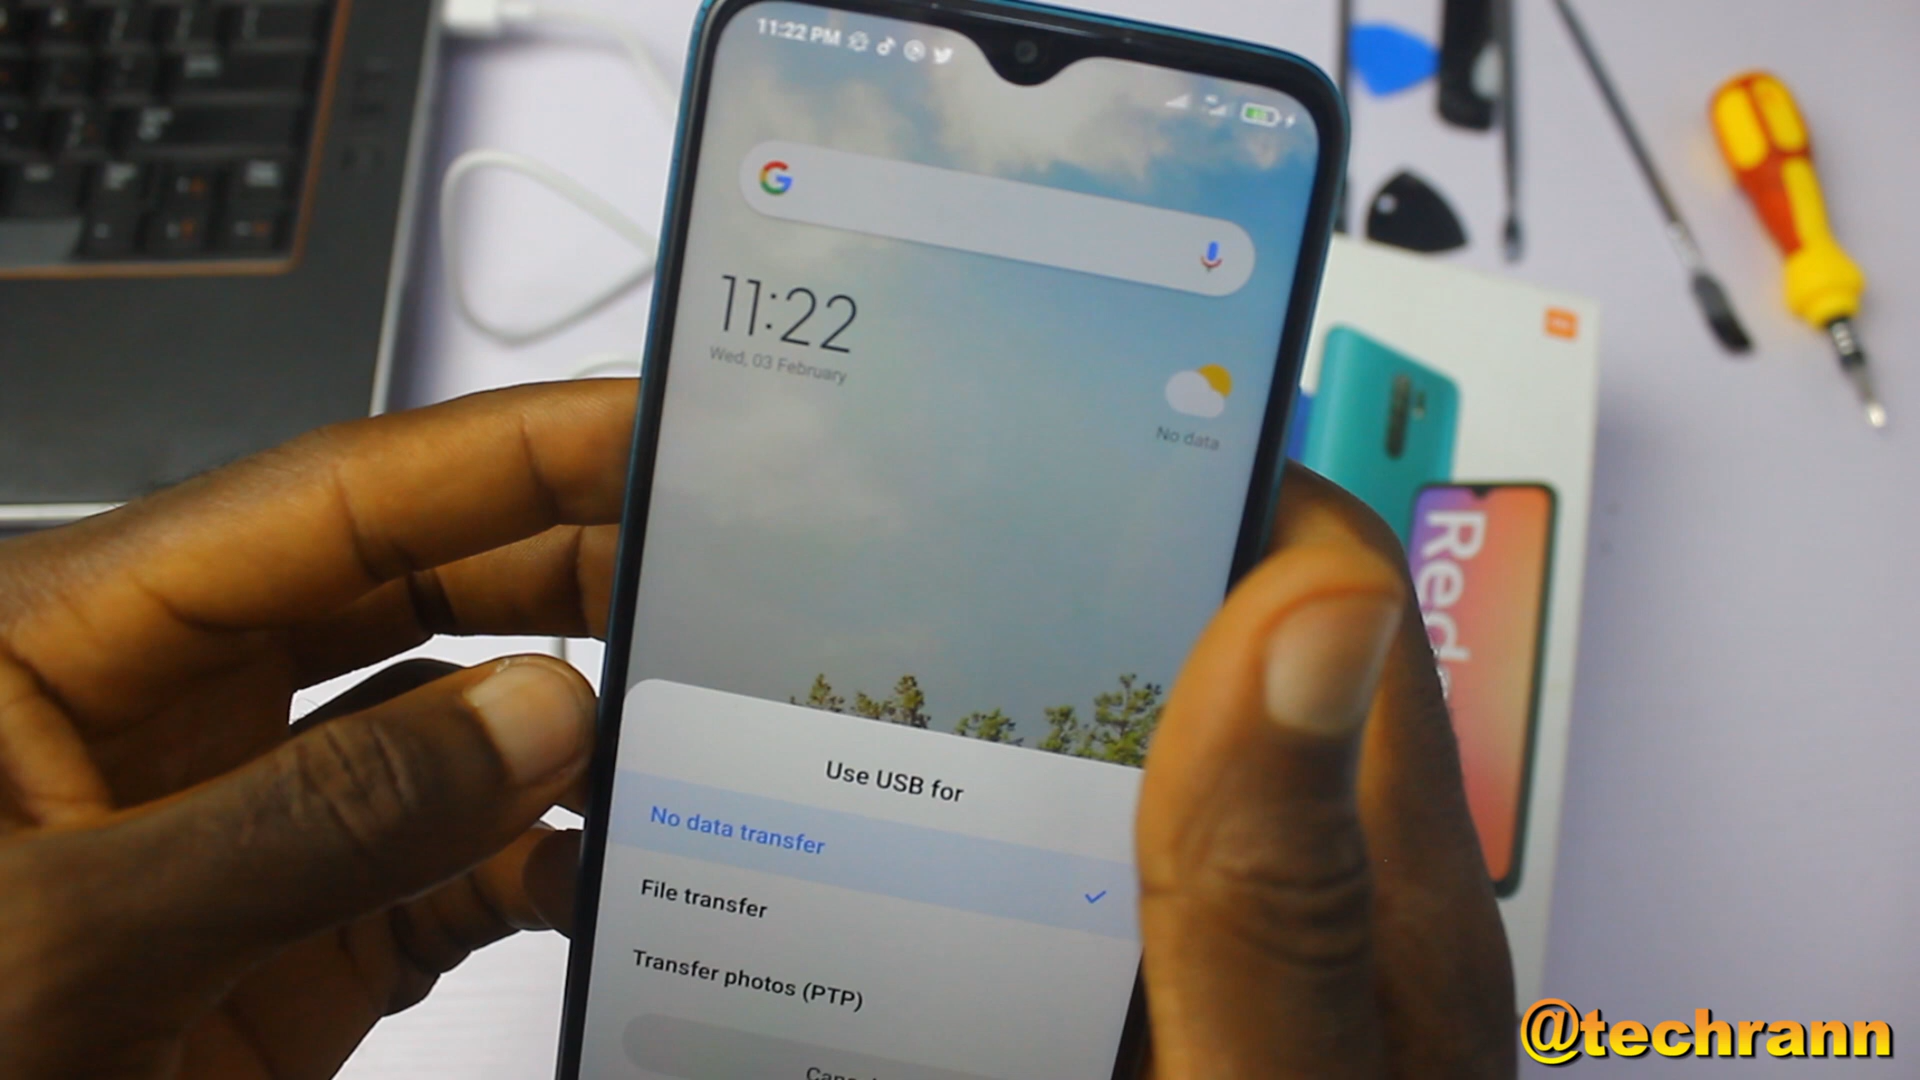 11:22 PM
11:22
Wed, 03 February
No data
Use USB for
No data transfer
File transfer
Transfer photos (PTP)
@techrann